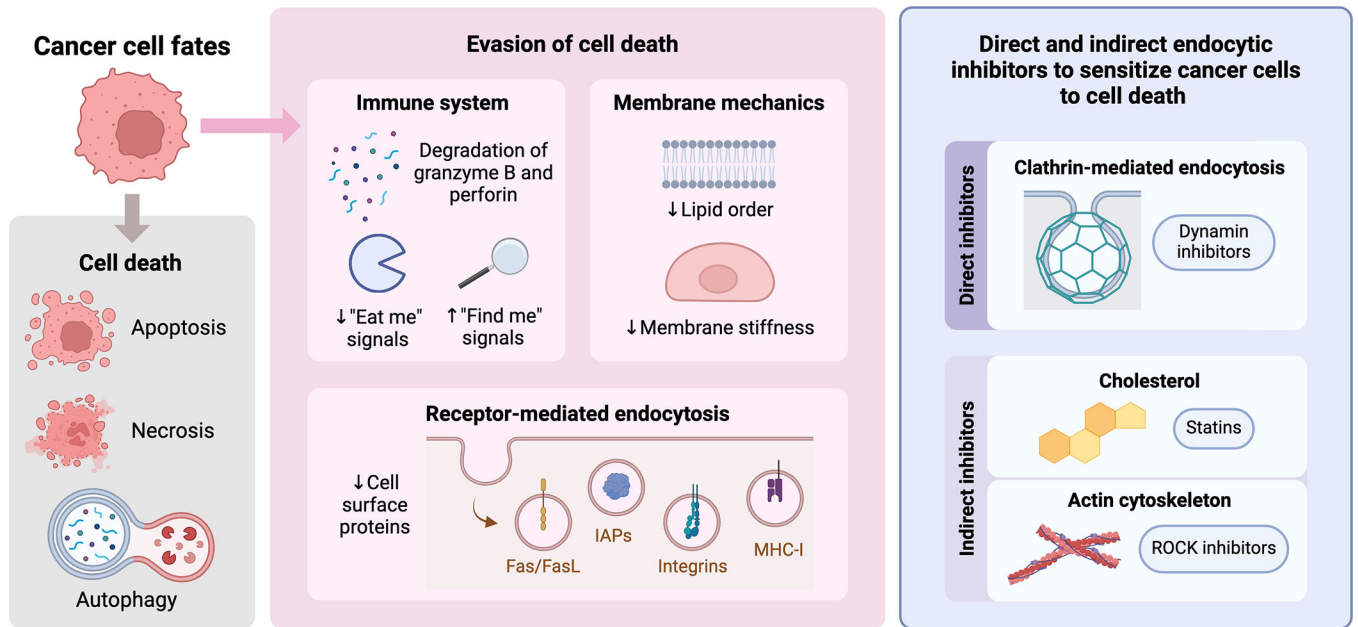 Cancer cell fates
Cell death
Apoptosis
Necrosis
Autophagy
Evasion of cell death
Immune system
Degradation of
granzyme B and
perforin
↓"Eat me"
signals
↑"Find me"
signals
Membrane mechanics
↓Lipid order
↓Membrane stiffness
Receptor-mediated endocytosis
↓Cell
surface
proteins
Fas/FasL
IAPs
Integrins
MHC-I
Direct and indirect endocytic
inhibitors to sensitize cancer cells
to cell death
Direct inhibitors
Clathrin-mediated endocytosis
Dynamin
inhibitors
Indirect inhibitors
Cholesterol
Statins
Actin cytoskeleton
ROCK inhibitors